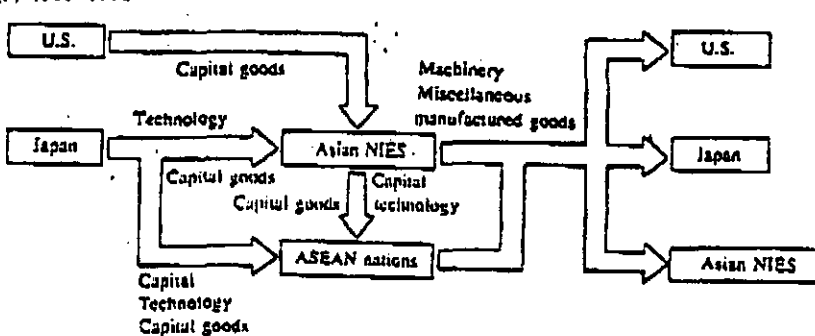 U.S.
Capital goods
Machinery
Miscellaneous
manufactured goods
U.S.
Technology
Japan
Asian NIES
Japan
Capital goods
Capital
Capital goods
technology
ASEAN nations
Asian NIES
Capital
Technology
Capital goods